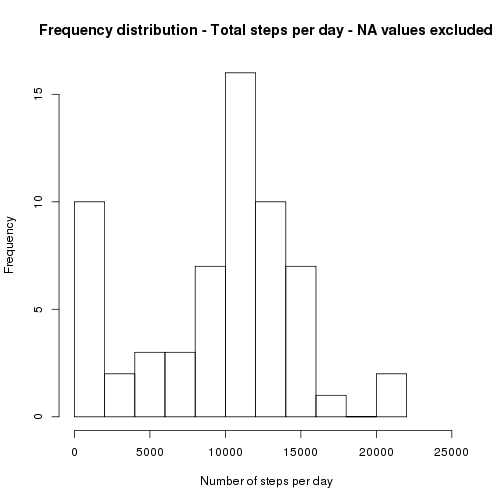 Frequency distribution - Total steps per day - NA values excluded
Frequency
15
10
5
0
0 5000 10000 15000 20000 25000
Number of steps per day